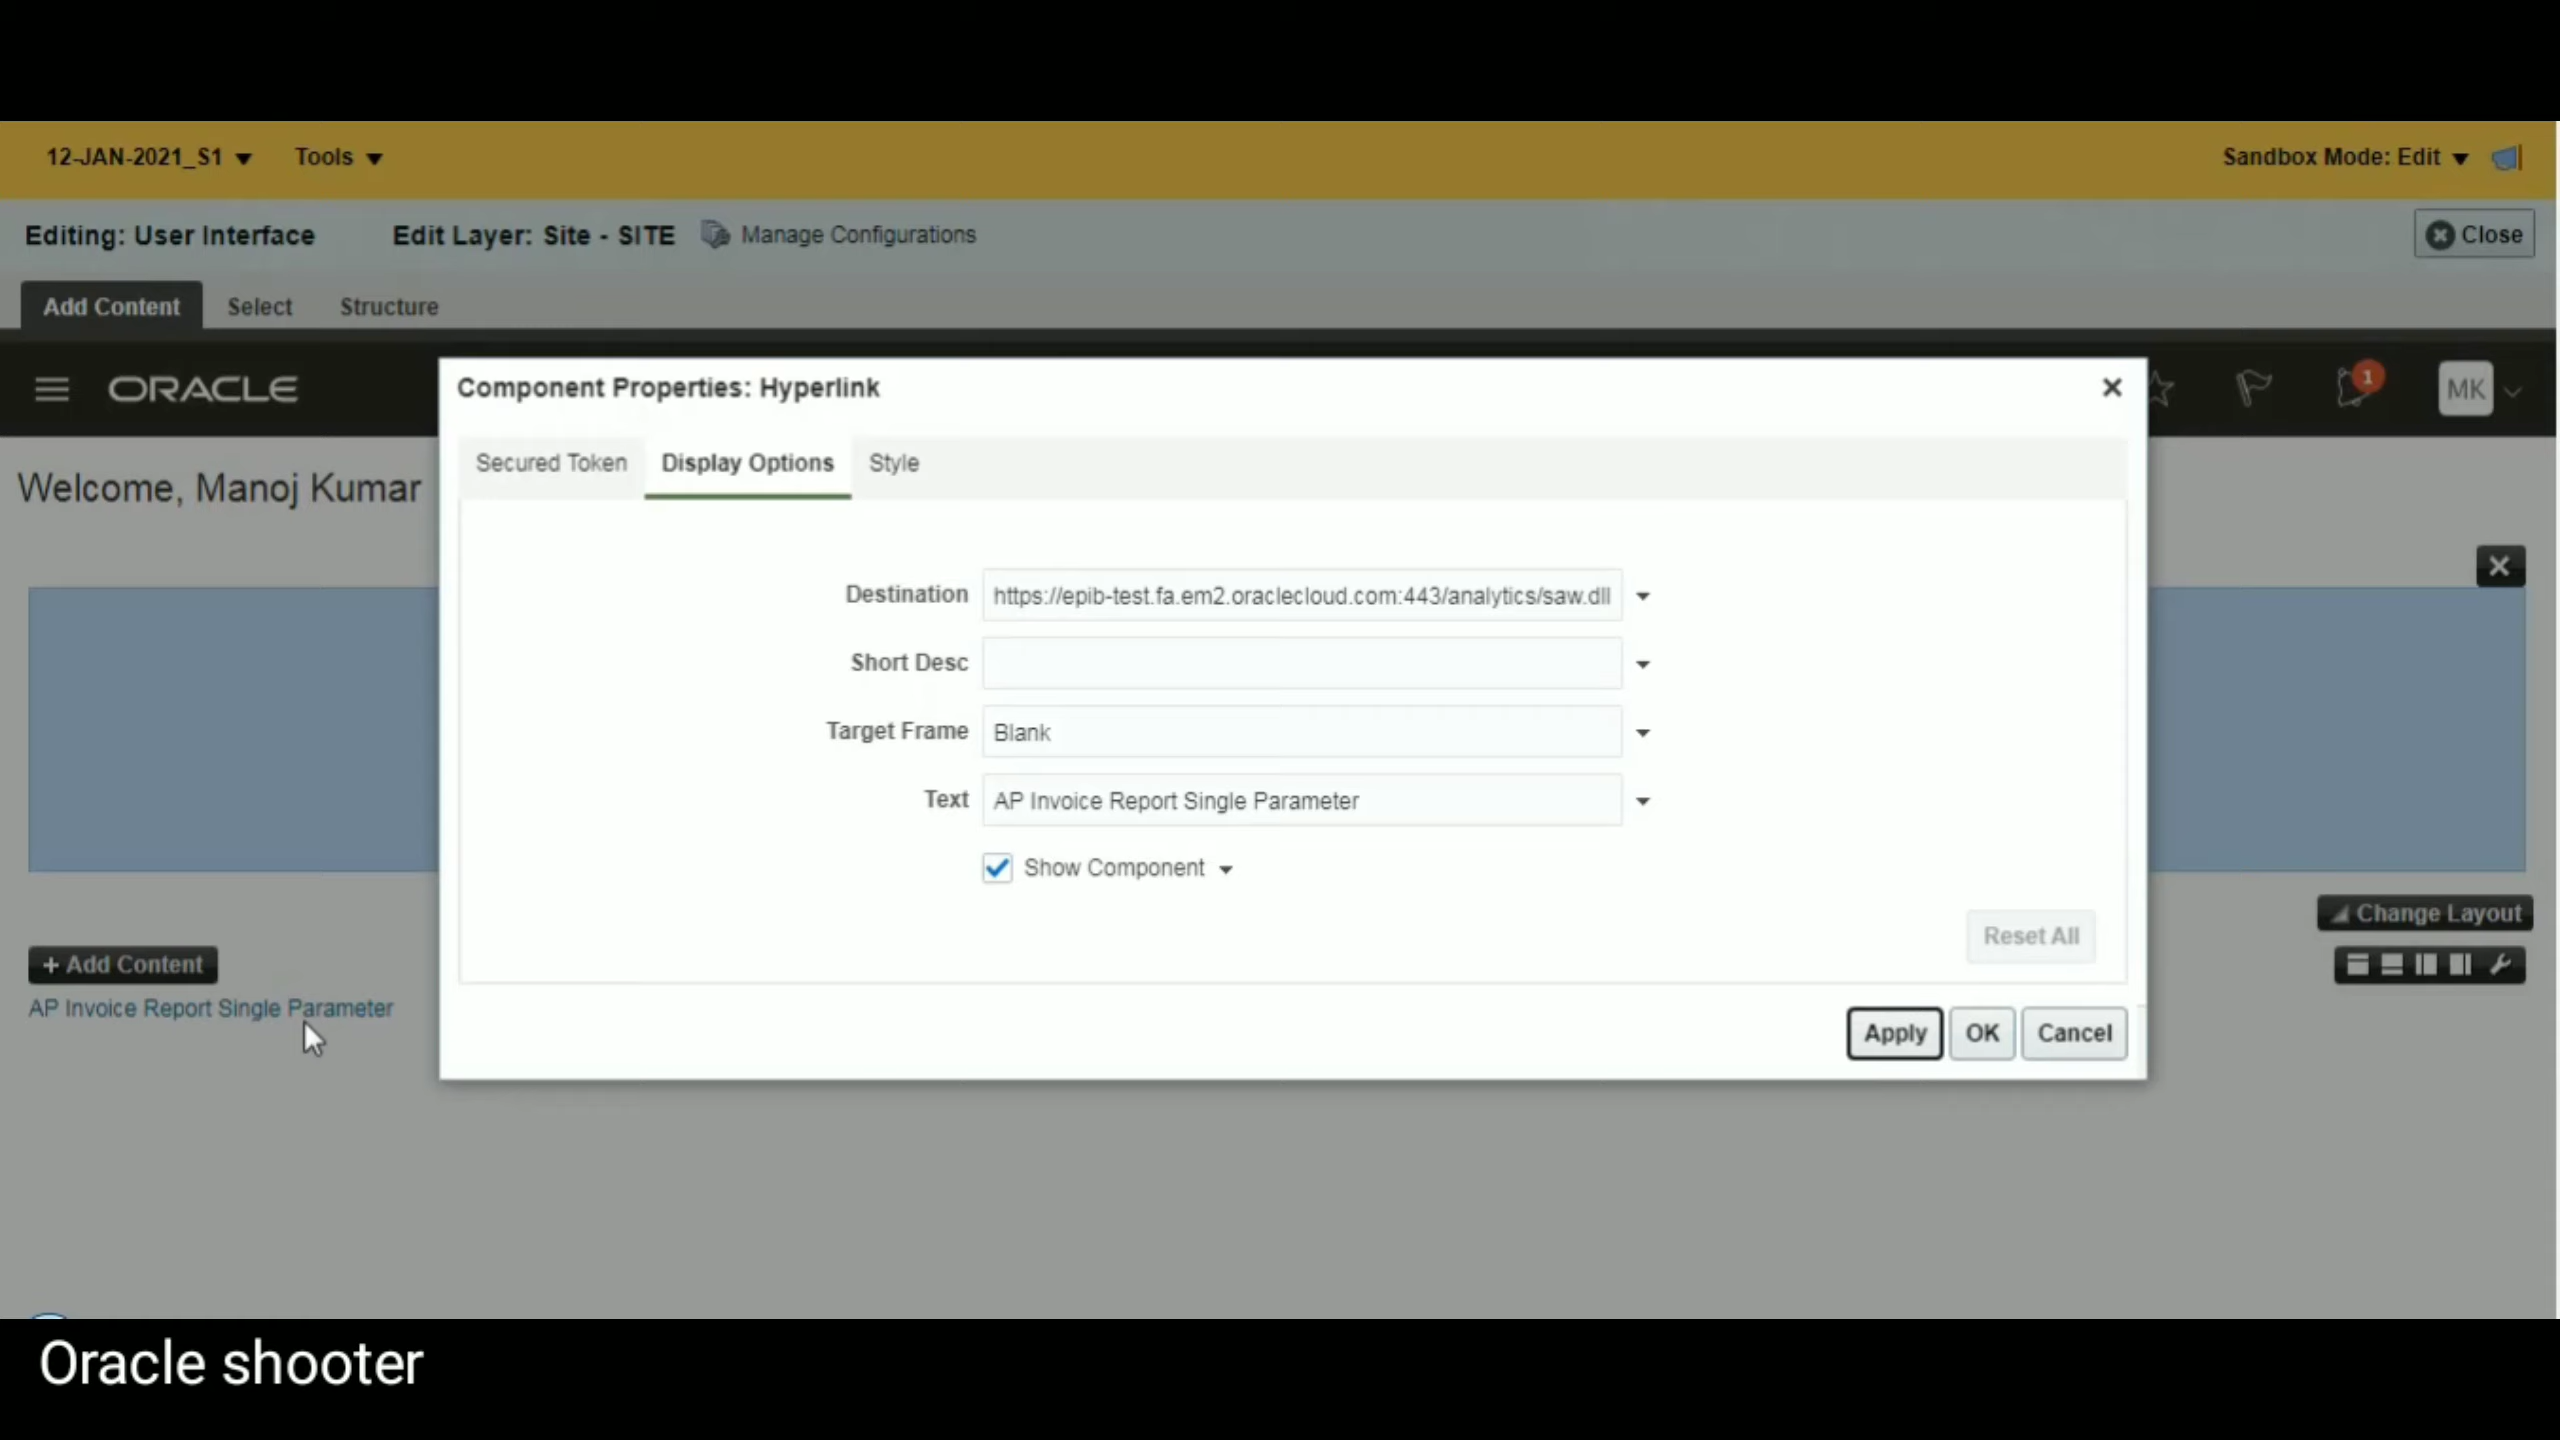 12-JAN-2021_S1 Tools Sandbox Mode: Edit
Editing: User Interface Edit Layer: Site - SITE Manage Configurations Close
Add Content Select Structure
ORACLE 1 MK
Component Properties: Hyperlink
Secured Token Display Options Style
Welcome, Manoj Kumar
Destination https://epib-test.fa.em2.oraclecloud.com:443/analytics/saw.dll
Short Desc
Target Frame Blank
Text AP Invoice Report Single Parameter
Show Component
Change Layout
Reset All
+ Add Content
AP Invoice Report Single Parameter
Apply OK Cancel
Oracle shooter